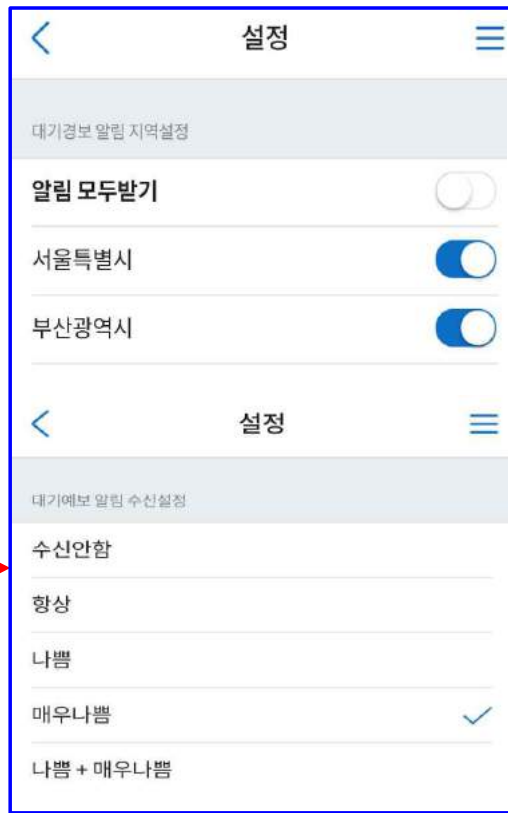 설정
대기경보 알림 지역설정
알림 모두받기
서울특별시
부산광역시
설정
대기예보 알림 수신설정
수신안함
항상
나쁨
매우나쁨
나쁨 + 매우나쁨